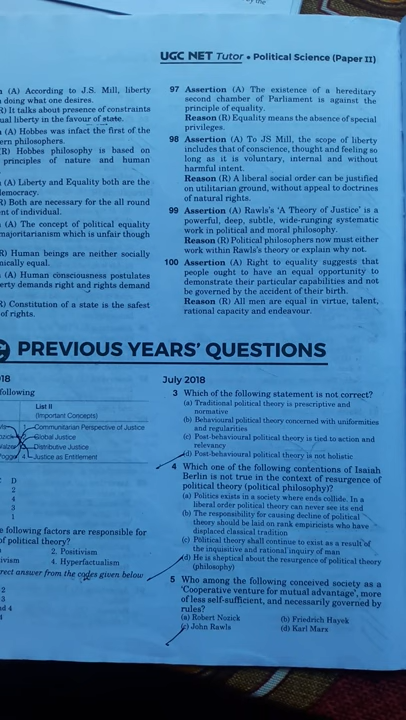 UGC NET Tutor • Political Science (Paper II)
(A) According to J.S. Mill, liberty
doing what one desires.
R) It talks about presence of constraints
ual liberty in the favour of state.
(A) Hobbes was infact the first of the
ern philosophers.
(R) Hobbes philosophy is based on
principles of nature and human
(A) Liberty and Equality both are the
democracy.
R) Both are necessary for the all round
ent of individual.
(A) The concept of political equality
majoritarianism which is unfair though
R) Human beings are neither socially
mically equal.
(A) Human consciousness postulates
erty demands right and rights demand
R) Constitution of a state is the safest
of rights.
97 Assertion (A) The existence of a hereditary
second chamber of Parliament is against the
principle of equality.
Reason (R) Equality means the absence of special
privileges.
98 Assertion (A) To JS Mill, the scope of liberty
includes that of conscience, thought and feeling so
long as it is voluntary, internal and without
harmful intent.
Reason (R) A liberal social order can be justified
on utilitarian ground, without appeal to doctrines
of natural rights.
99 Assertion (A) Rawls's 'A Theory of Justice' is a
powerful, deep, subtle, wide-runging systematic
work in political and moral philosophy.
Reason (R) Political philosophers now must either
work within Rawls's theory or explain why not.
100 Assertion (A) Right to equality suggests that
people ought to have an equal opportunity to
demonstrate their particular capabilities and not
be governed by the accident of their birth.
Reason (R) All men are equal in virtue, talent,
rational capacity and endeavour.
PREVIOUS YEARS' QUESTIONS
18
following
List II
(Important Concepts)
1. Communitarian Perspective of Justice
2. Global Justice
3. Distributive Justice
Pogge 4. Justice as Entitlement
C D
2
4
3
1
e following factors are responsible for
of political theory?
2. Positivism
ivism 4. Hyperfactualism
rrect answer from the codes given below
2
3
nd 4
4
July 2018
3 Which of the following statement is not correct?
(a) Traditional political theory is prescriptive and
normative
(b) Behavioural political theory concerned with uniformities
and regularities
(c) Post-behavioural political theory is tied to action and
relevancy
(d) Post-behavioural political theory is not holistic
4 Which one of the following contentions of Isaiah
Berlin is not true in the context of resurgence of
political theory (political philosophy)?
(a) Politics exists in a society where ends collide. In a
liberal order political theory can never see its end
(b) The responsibility for causing decline of political
theory should be laid on rank empiricists who have
displaced classical tradition
(c) Political theory shall continue to exist as a result of
the inquisitive and rational inquiry of man
(d) He is sheptical about the resurgence of political theory
(philosophy)
5 Who among the following conceived society as a
'Cooperative venture for mutual advantage', more
of less self-sufficient, and necessarily governed by
rules?
(a) Robert Nozick (b) Friedrich Hayek
(c) John Rawls (d) Karl Marx